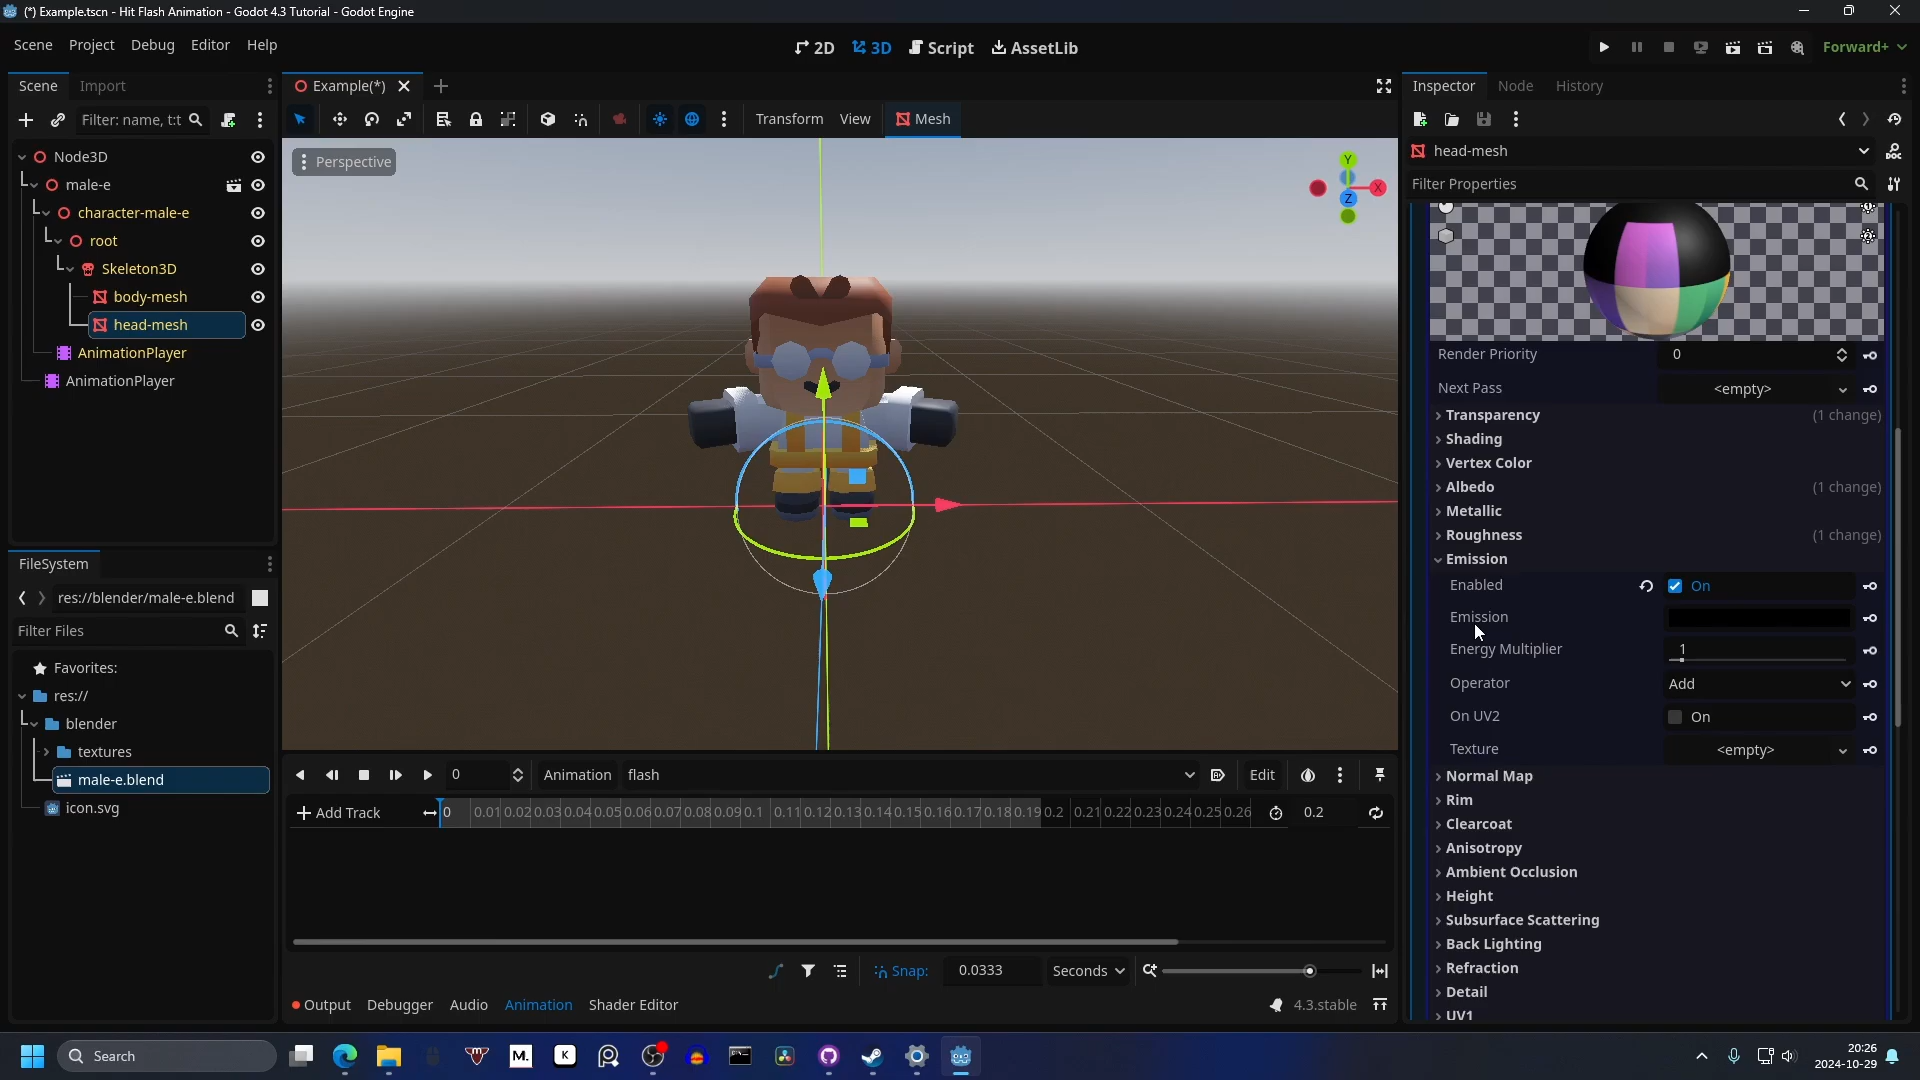 (*) Example.tscn - Hit Flash Animation - Godot 4.3 Tutorial - Godot Engine
Scene Project Debug Editor Help
2D 3D Script AssetLib
Forward+
Scene Import
Filter: name, t:t
Node3D
male-e
character-male-e
root
Skeleton3D
body-mesh
head-mesh
AnimationPlayer
AnimationPlayer
FileSystem
res://blender/male-e.blend
Filter Files
Favorites:
res://
blender
textures
male-e.blend
icon.svg
Example(*)
Transform View Mesh
Perspective
Y
X
Z
0 Animation flash Edit
Add Track 0 0.01 0.02 0.03 0.04 0.05 0.06 0.07 0.08 0.09 0.1 0.11 0.12 0.13 0.14 0.15 0.16 0.17 0.18 0.19 0.2 0.21 0.22 0.23 0.24 0.25 0.26 0.2
Snap: 0.0333 Seconds
Output Debugger Audio Animation Shader Editor 4.3.stable
Inspector Node History
head-mesh
DOC
Filter Properties
Render Priority 0
Next Pass <empty>
Transparency (1 change)
Shading
Vertex Color
Albedo (1 change)
Metallic
Roughness (1 change)
Emission
Enabled On
Emission
Energy Multiplier 1
Operator Add
On UV2 On
Texture <empty>
Normal Map
Rim
Clearcoat
Anisotropy
Ambient Occlusion
Height
Subsurface Scattering
Back Lighting
Refraction
Detail
UV1
Search
M.
K
20:26
2024-10-29